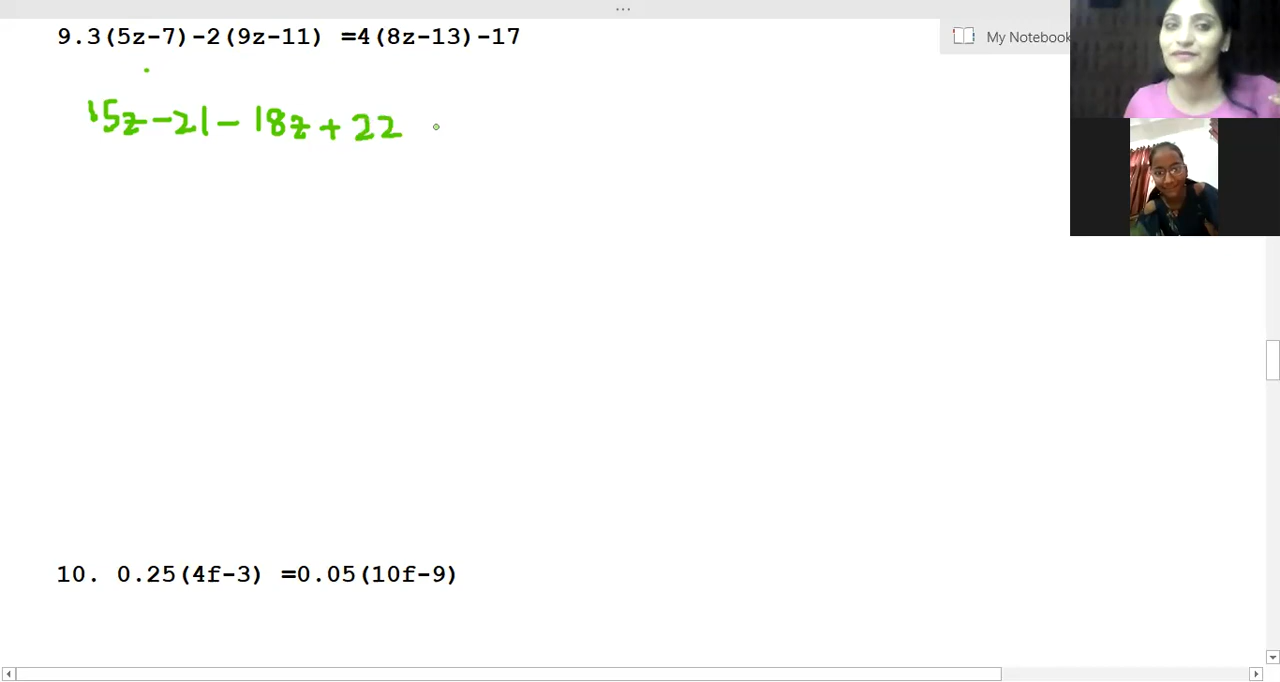 ...
9.3(5z-7)-2(9z-11) =4(8z-13)-17
My Notebook
15z-21-18z+22
10. 0.25(4f-3) =0.05(10f-9)